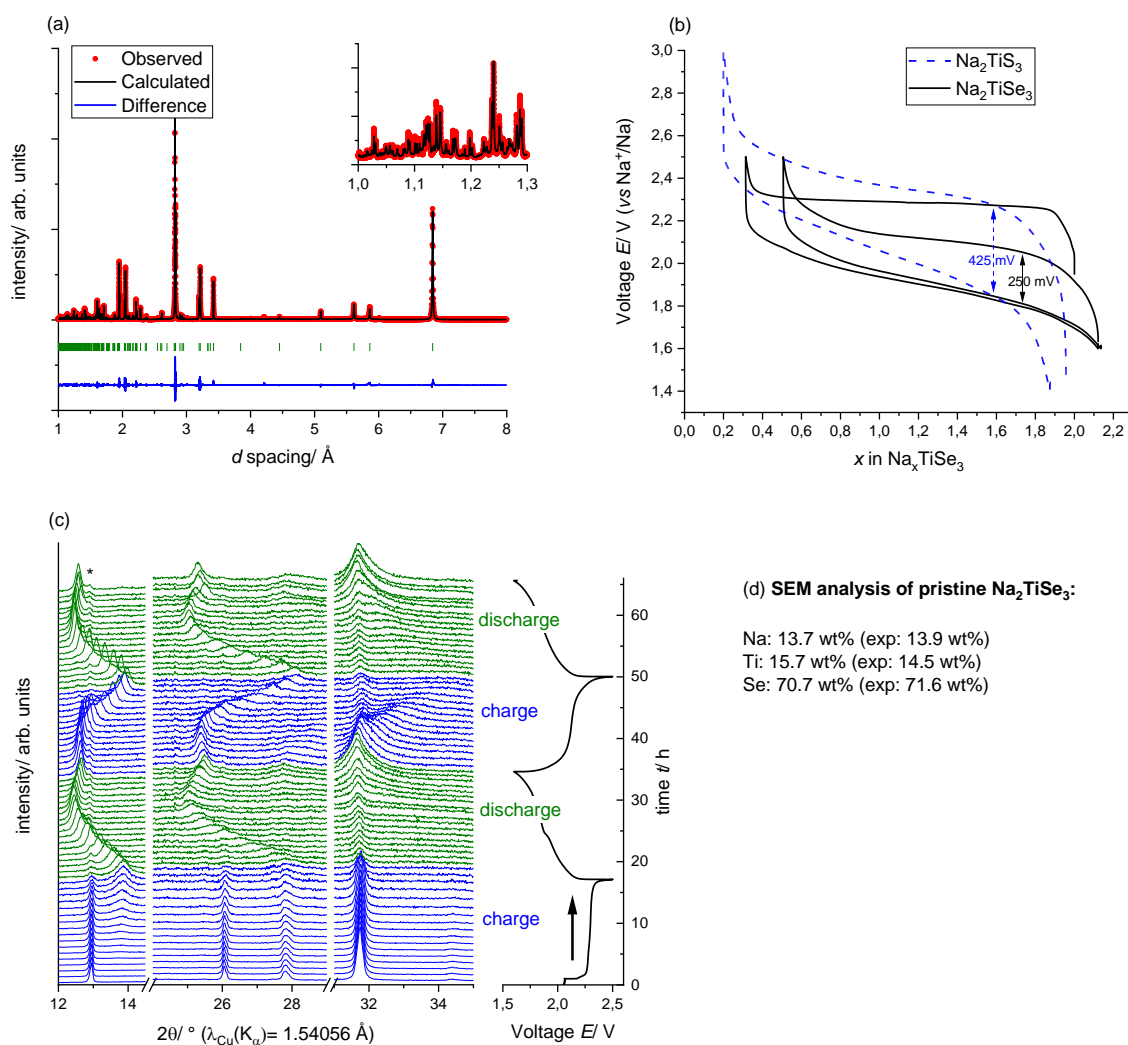 (a)
Observed
Calculated
Difference
1,0 1,1 1,2 1,3
intensity/ arb. units
1 2 3 4 5 6 7 8
d spacing/ Å
(b)
3,0
2,8
2,6
2,4
2,2
2,0
1,8
1,6
1,4
Voltage E/ V (vs Na⁺/Na)
Na₂TiS₃
Na₂TiSe₃
425 mV
250 mV
0,0 0,2 0,4 0,6 0,8 1,0 1,2 1,4 1,6 1,8 2,0 2,2
x in NaₓTiSe₃
(c)
*
intensity/ arb. units
discharge
charge
discharge
charge
12 14 26 28 32 34
2θ/ ° (λCu(Kα)= 1.54056 Å)
60
50
40
30
20
10
0
time t/ h
1,5 2,0 2,5
Voltage E/ V
(d) SEM analysis of pristine Na₂TiSe₃:
Na: 13.7 wt% (exp: 13.9 wt%)
Ti: 15.7 wt% (exp: 14.5 wt%)
Se: 70.7 wt% (exp: 71.6 wt%)